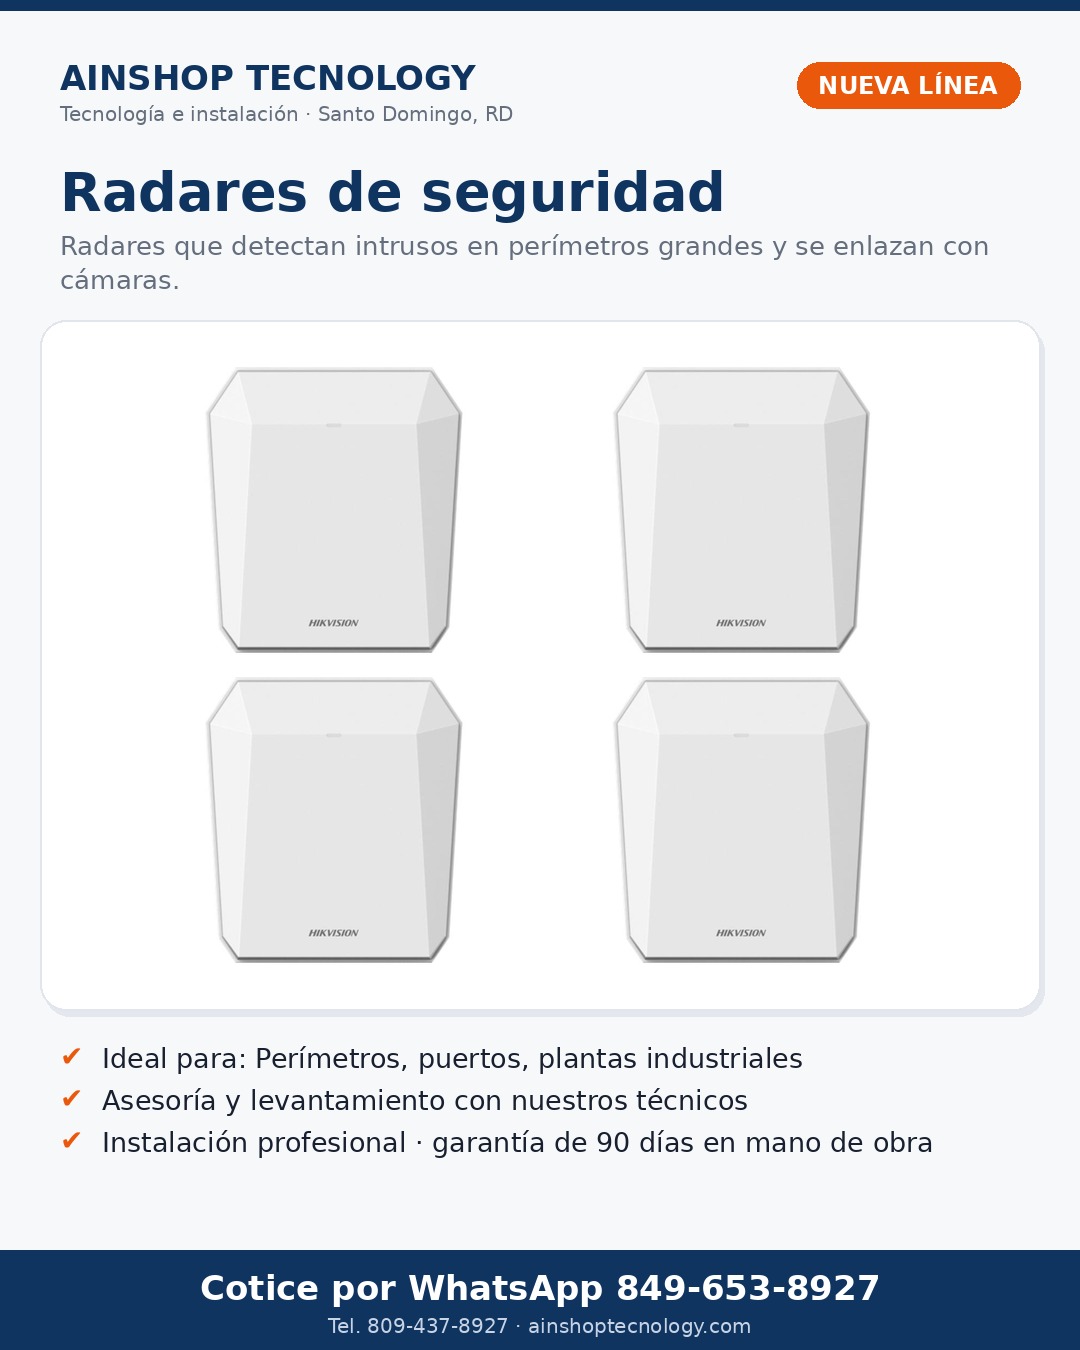 AINSHOP TECNOLOGY
Tecnología e instalación · Santo Domingo, RD
NUEVA LÍNEA
Radares de seguridad
Radares que detectan intrusos en perímetros grandes y se enlazan con
cámaras.
HIKVISION
HIKVISION
HIKVISION
HIKVISION
✔ Ideal para: Perímetros, puertos, plantas industriales
✔ Asesoría y levantamiento con nuestros técnicos
✔ Instalación profesional · garantía de 90 días en mano de obra
Cotice por WhatsApp 849-653-8927
Tel. 809-437-8927 · ainshoptecnology.com